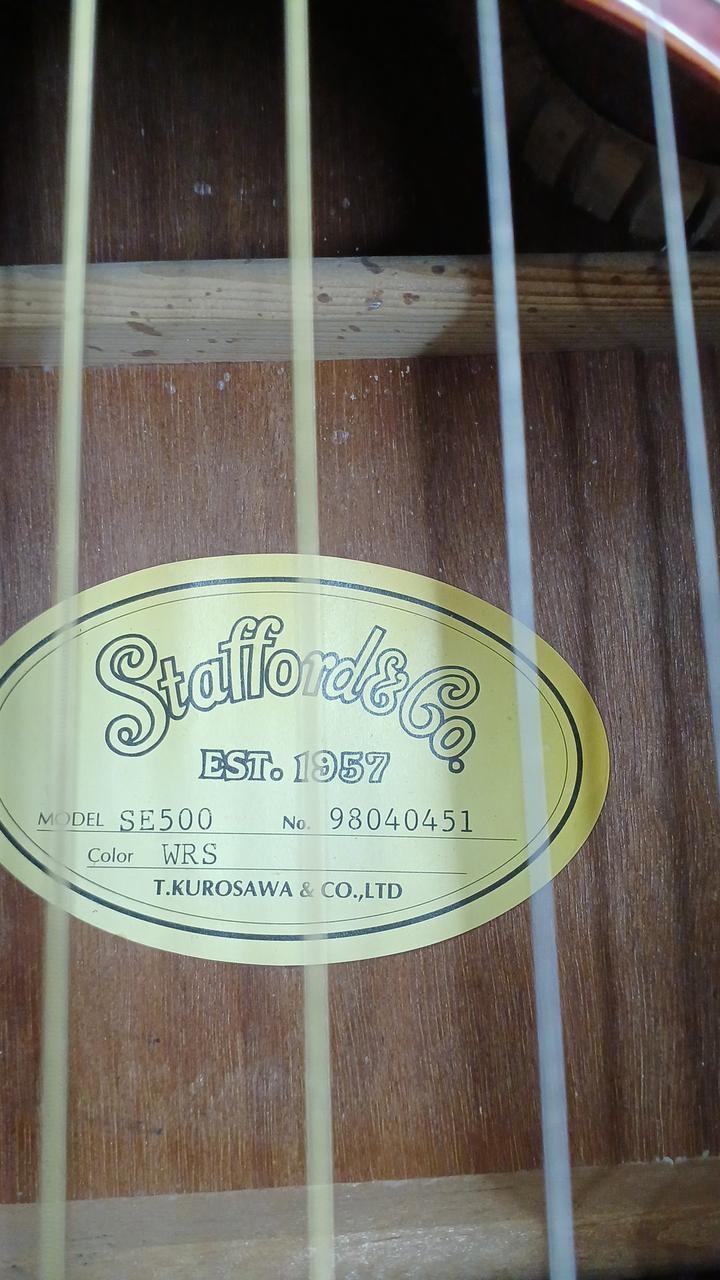 Stafford & Co.
EST. 1957
MODEL SE500 No. 98040451
Color WRS
T.KUROSAWA & CO.,LTD